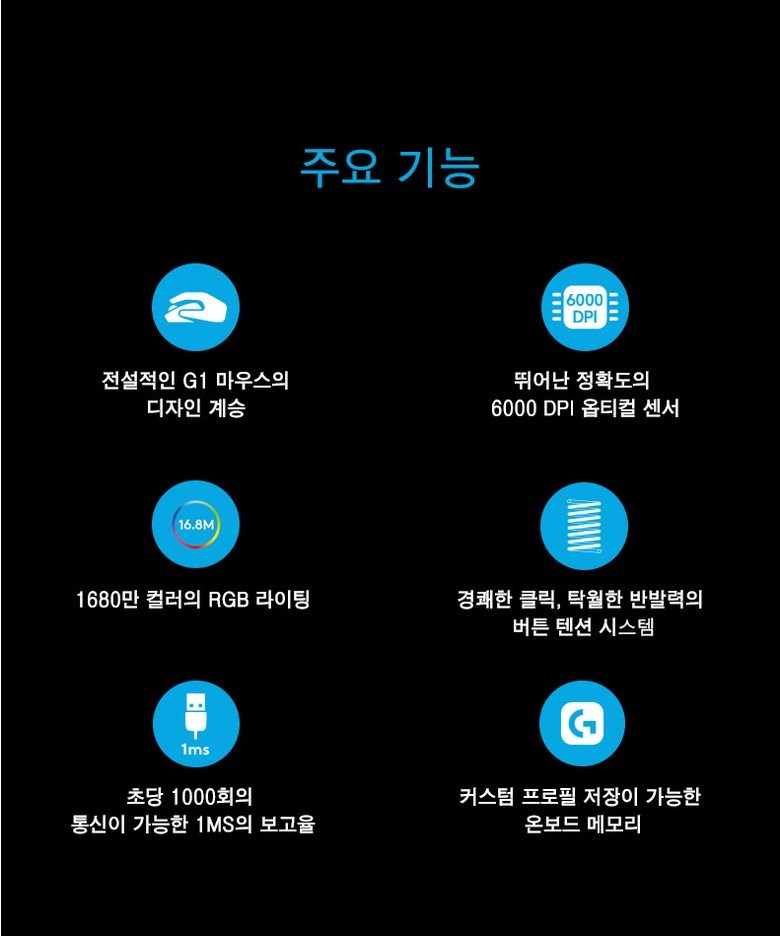 주요 기능
전설적인 G1 마우스의
디자인 계승
6000
DPI
뛰어난 정확도의
6000 DPI 옵티컬 센서
16.8M
1680만 컬러의 RGB 라이팅
경쾌한 클릭, 탁월한 반발력의
버튼 텐션 시스템
1ms
초당 1000회의
통신이 가능한 1MS의 보고율
G
커스텀 프로필 저장이 가능한
온보드 메모리